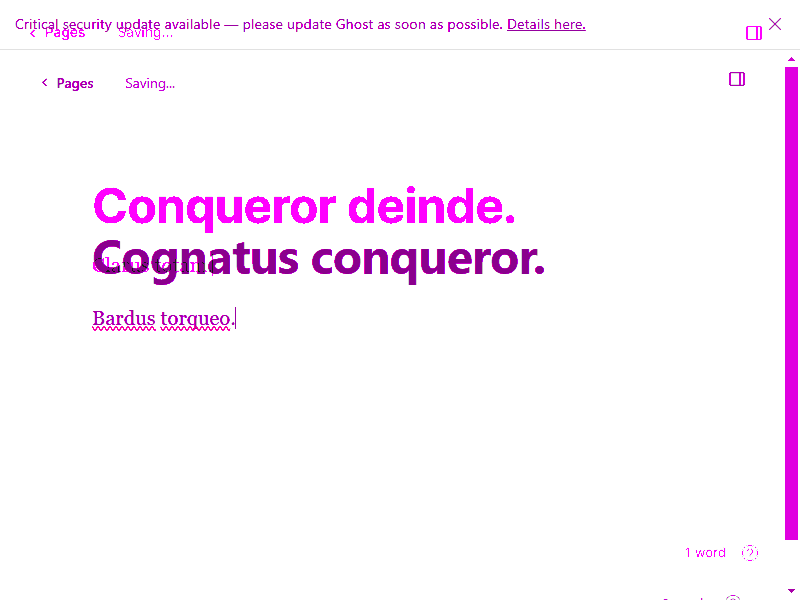 Critical security update available — please update Ghost as soon as possible. Details here.
Pages Saving...
Pages Saving...
Conqueror deinde.
Cognatus conqueror.
Bardus torqueo.
1 word